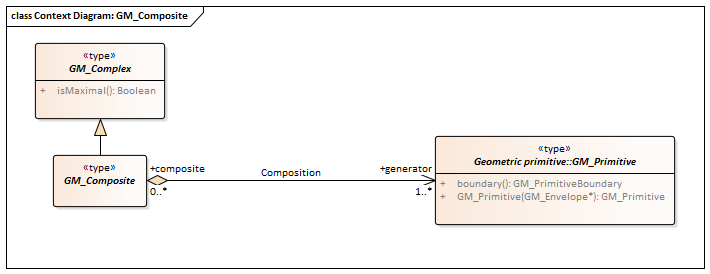 class Context Diagram: GM_Composite
«type»
GM_Complex
+ isMaximal(): Boolean
«type»
GM_Composite
+composite
0..*
Composition
+generator
1..*
«type»
Geometric primitive::GM_Primitive
+ boundary(): GM_PrimitiveBoundary
+ GM_Primitive(GM_Envelope*): GM_Primitive